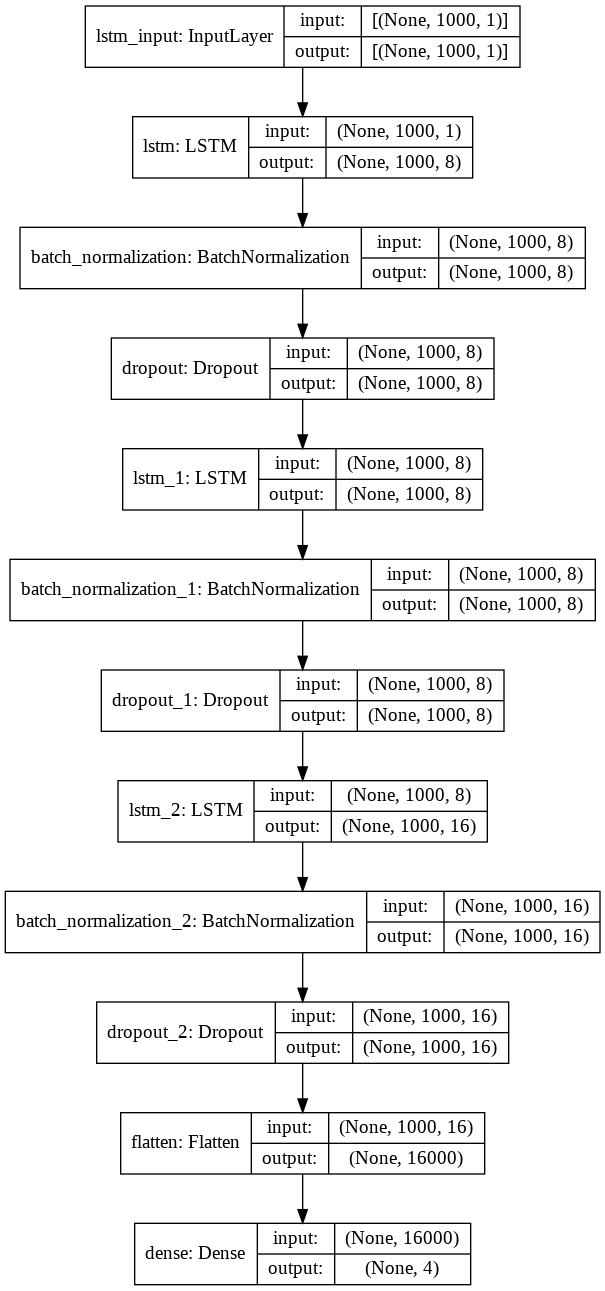 lstm_input: InputLayer
input: [(None, 1000, 1)]
output: [(None, 1000, 1)]
lstm: LSTM
input: (None, 1000, 1)
output: (None, 1000, 8)
batch_normalization: BatchNormalization
input: (None, 1000, 8)
output: (None, 1000, 8)
dropout: Dropout
input: (None, 1000, 8)
output: (None, 1000, 8)
lstm_1: LSTM
input: (None, 1000, 8)
output: (None, 1000, 8)
batch_normalization_1: BatchNormalization
input: (None, 1000, 8)
output: (None, 1000, 8)
dropout_1: Dropout
input: (None, 1000, 8)
output: (None, 1000, 8)
lstm_2: LSTM
input: (None, 1000, 8)
output: (None, 1000, 16)
batch_normalization_2: BatchNormalization
input: (None, 1000, 16)
output: (None, 1000, 16)
dropout_2: Dropout
input: (None, 1000, 16)
output: (None, 1000, 16)
flatten: Flatten
input: (None, 1000, 16)
output: (None, 16000)
dense: Dense
input: (None, 16000)
output: (None, 4)